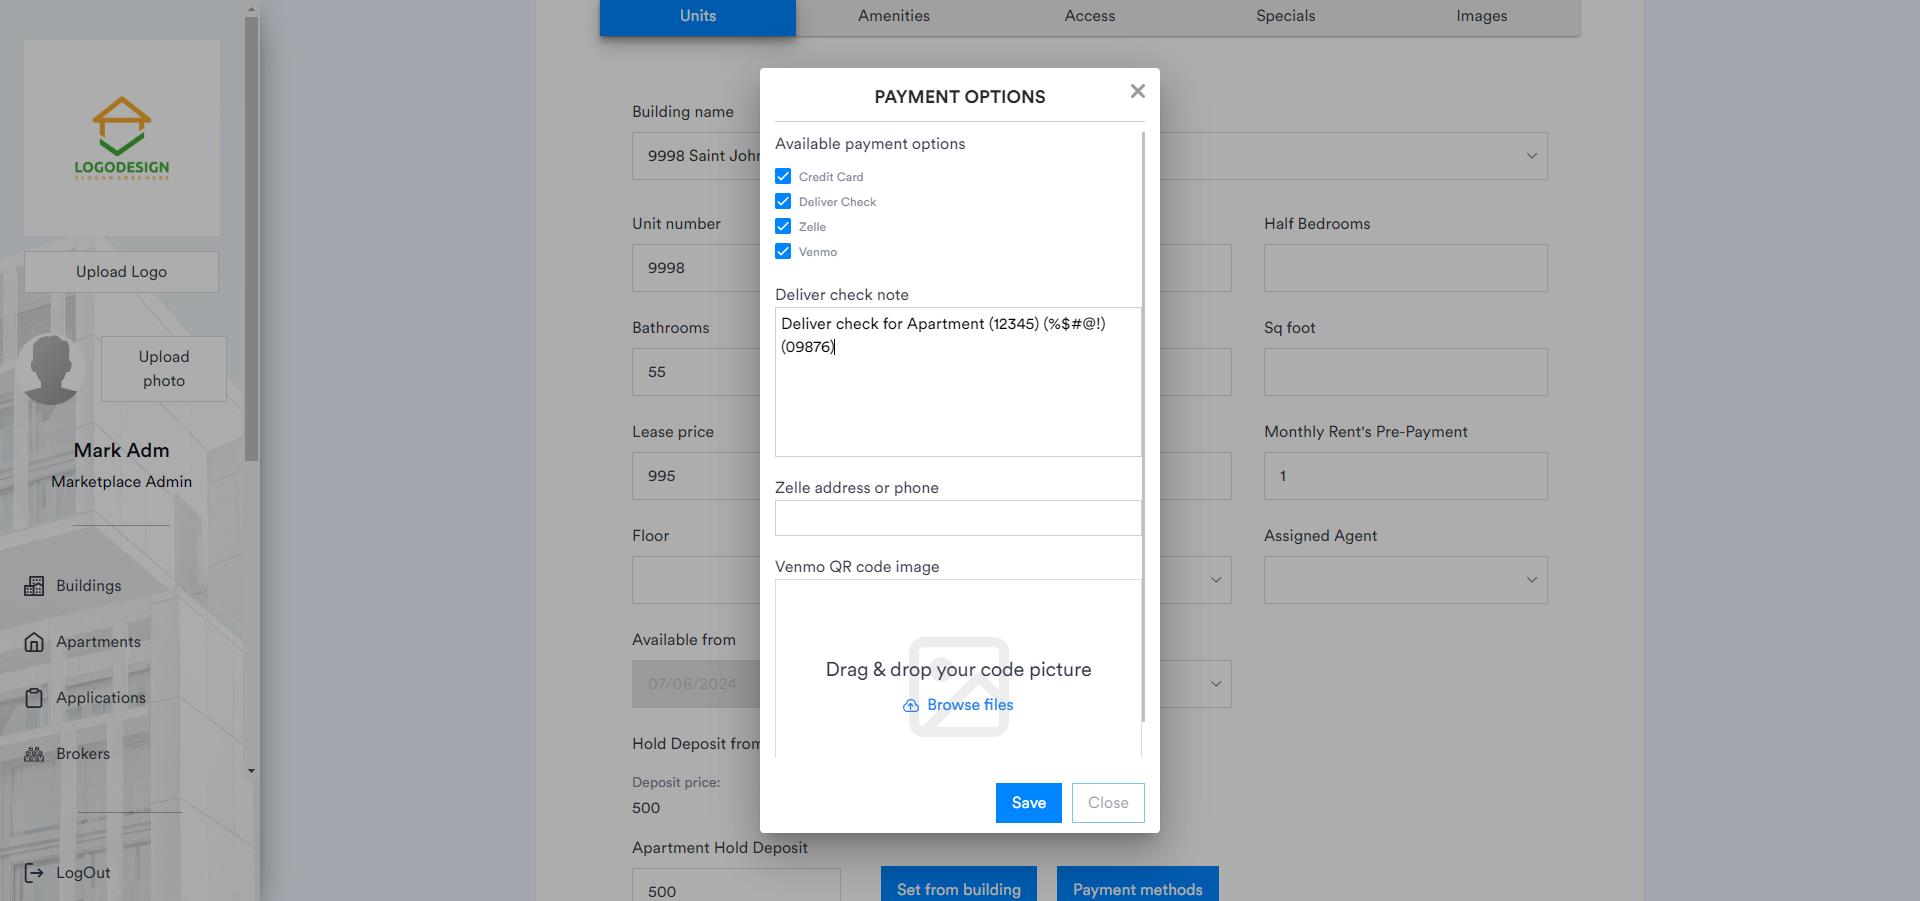 Units
Amenities
Access
Specials
Images
LOGODESIGN
SLOGAN GOES HERE
Upload Logo
Upload
photo
Mark Adm
Marketplace Admin
Buildings
Apartments
Applications
Brokers
LogOut
Building name
9998 Saint John
Unit number
Half Bedrooms
9998
Bathrooms
Sq foot
55
Lease price
Monthly Rent's Pre-Payment
995
1
Floor
Assigned Agent
Available from
07/06/2024
Hold Deposit from
Deposit price:
500
Apartment Hold Deposit
500
Set from building
Payment methods
PAYMENT OPTIONS
Available payment options
Credit Card
Deliver Check
Zelle
Venmo
Deliver check note
Deliver check for Apartment (12345) (%$#@!)
(09876)
Zelle address or phone
Venmo QR code image
Drag & drop your code picture
Browse files
Save
Close